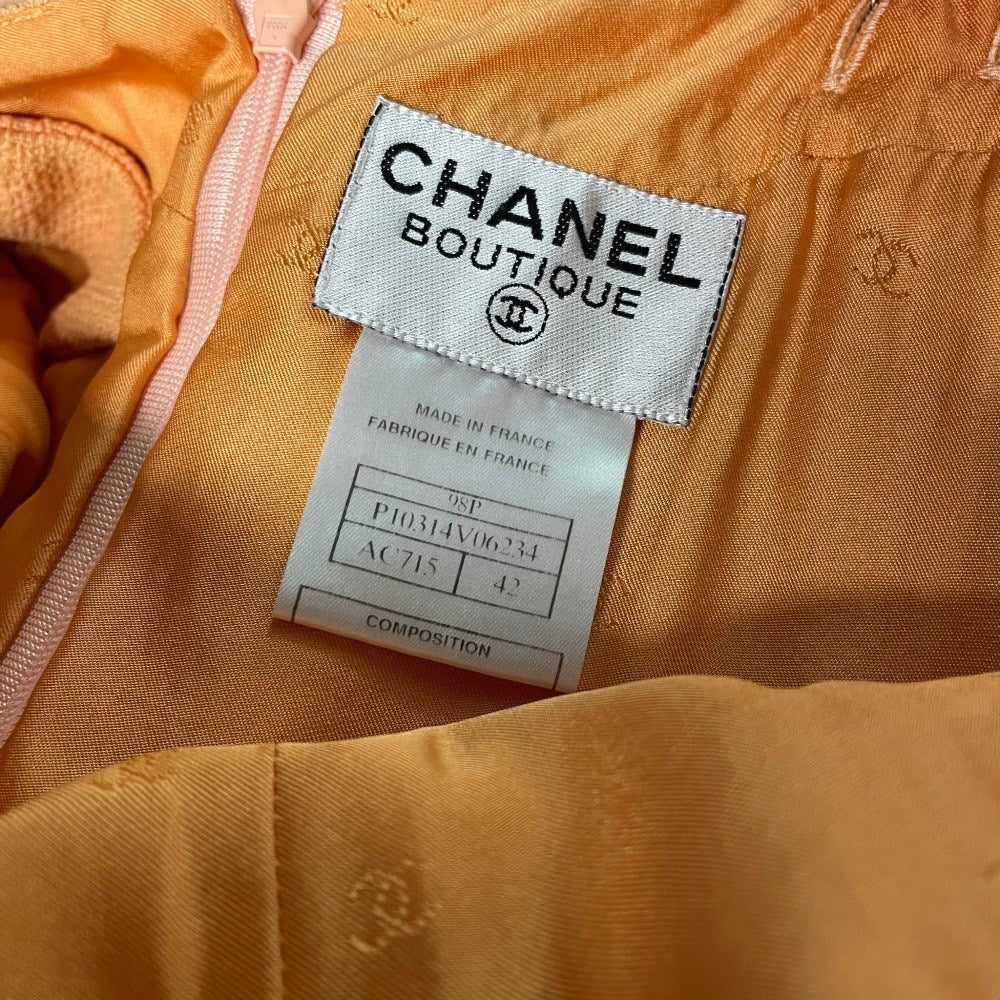 CHANEL
BOUTIQUE
MADE IN FRANCE
FABRIQUE EN FRANCE
98P
P10314V06234
AC715 42
COMPOSITION